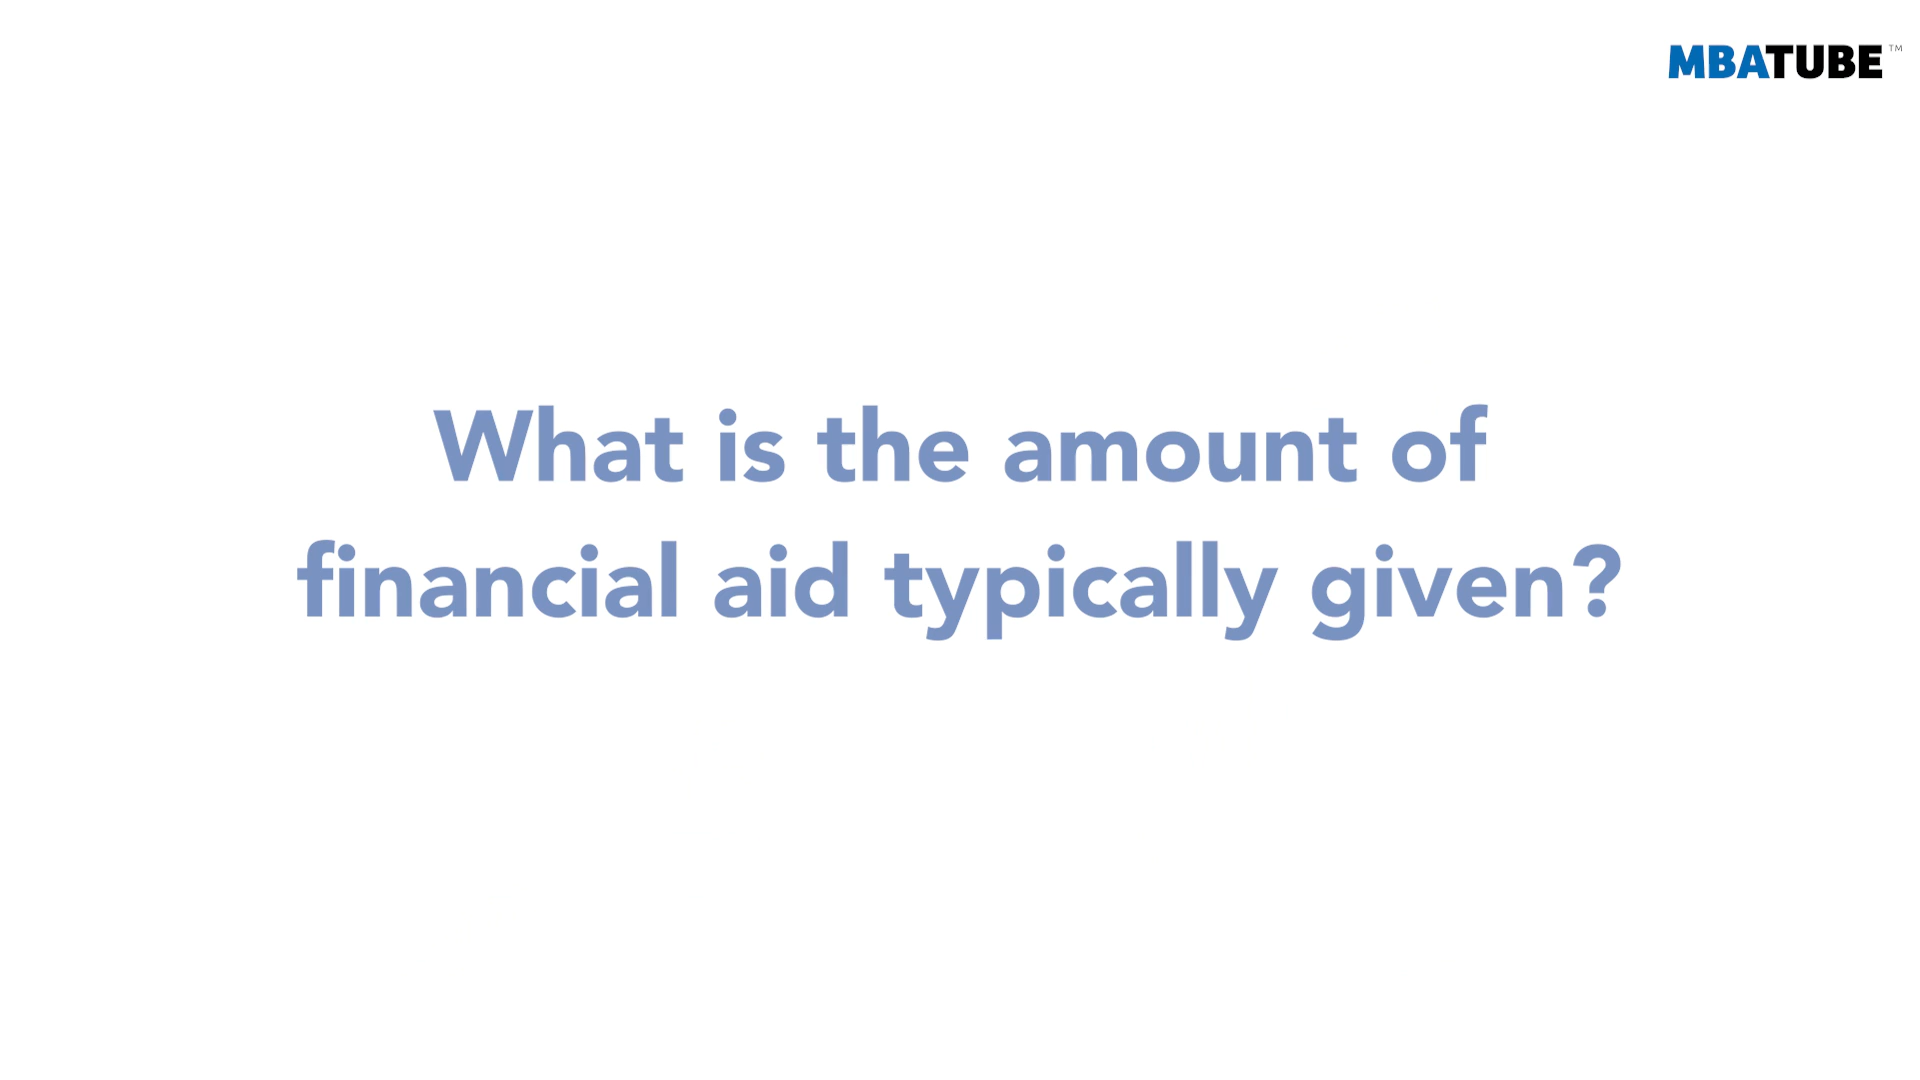 MBATUBE™
What is the amount of
financial aid typically given?